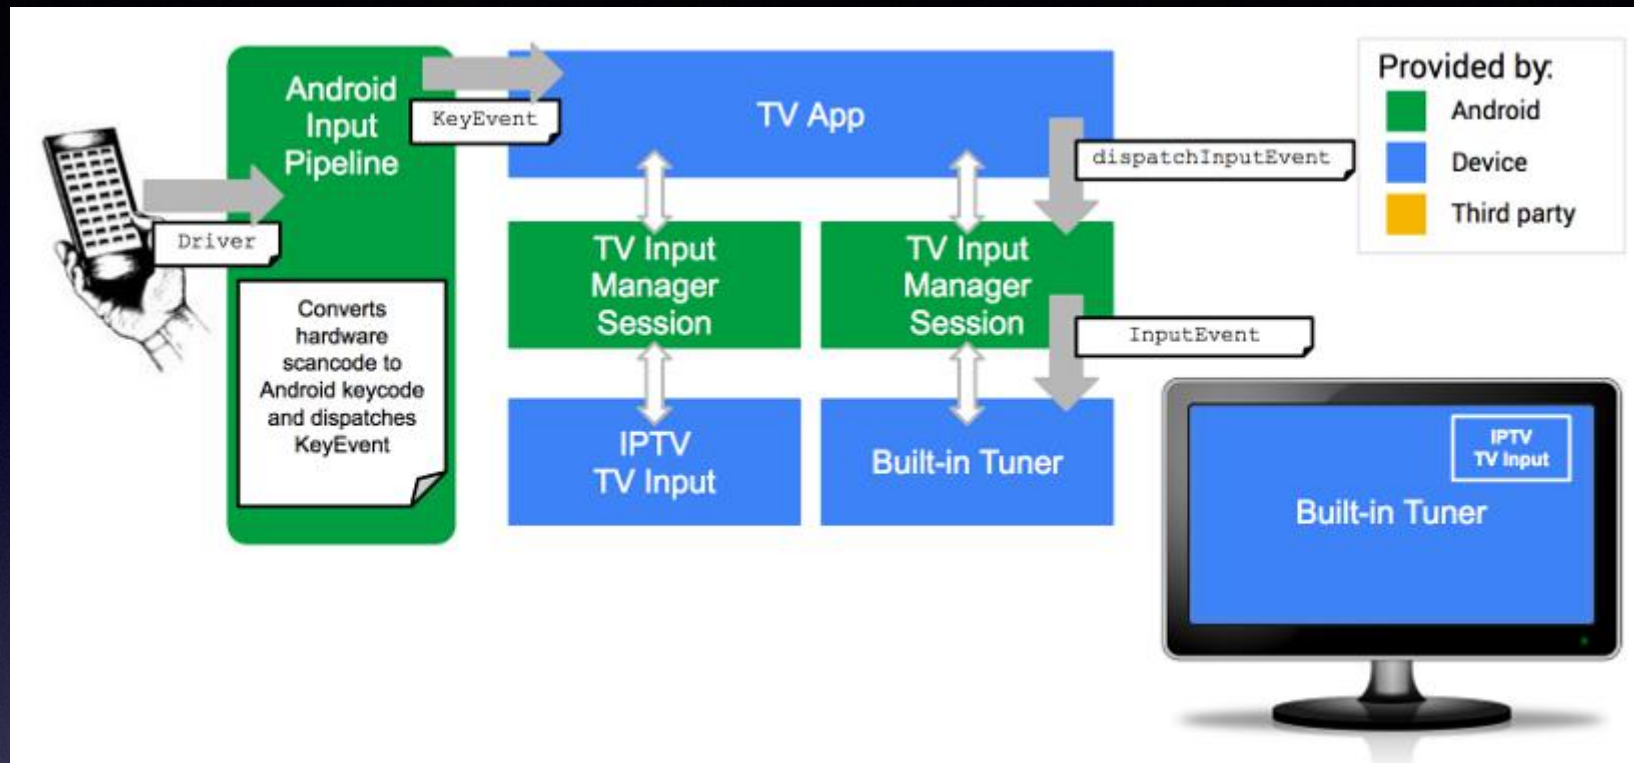 Android
Input
Pipeline
Driver
Converts
hardware
scancode to
Android keycode
and dispatches
KeyEvent
KeyEvent
TV App
dispatchInputEvent
TV Input
Manager
Session
TV Input
Manager
Session
InputEvent
IPTV
TV Input
Built-in Tuner
Provided by:
Android
Device
Third party
IPTV
TV Input
Built-in Tuner